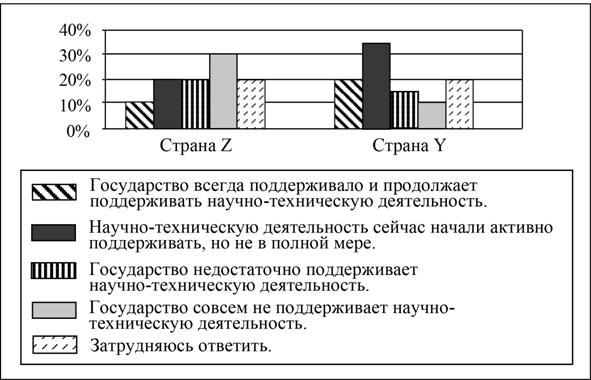 40%
30%
20%
10%
0%
Страна Z
Страна Y
Государство всегда поддерживало и продолжает
поддерживать научно-техническую деятельность.
Научно-техническую деятельность сейчас начали активно
поддерживать, но не в полной мере.
Государство недостаточно поддерживает
научно-техническую деятельность.
Государство совсем не поддерживает научно-
техническую деятельность.
Затрудняюсь ответить.